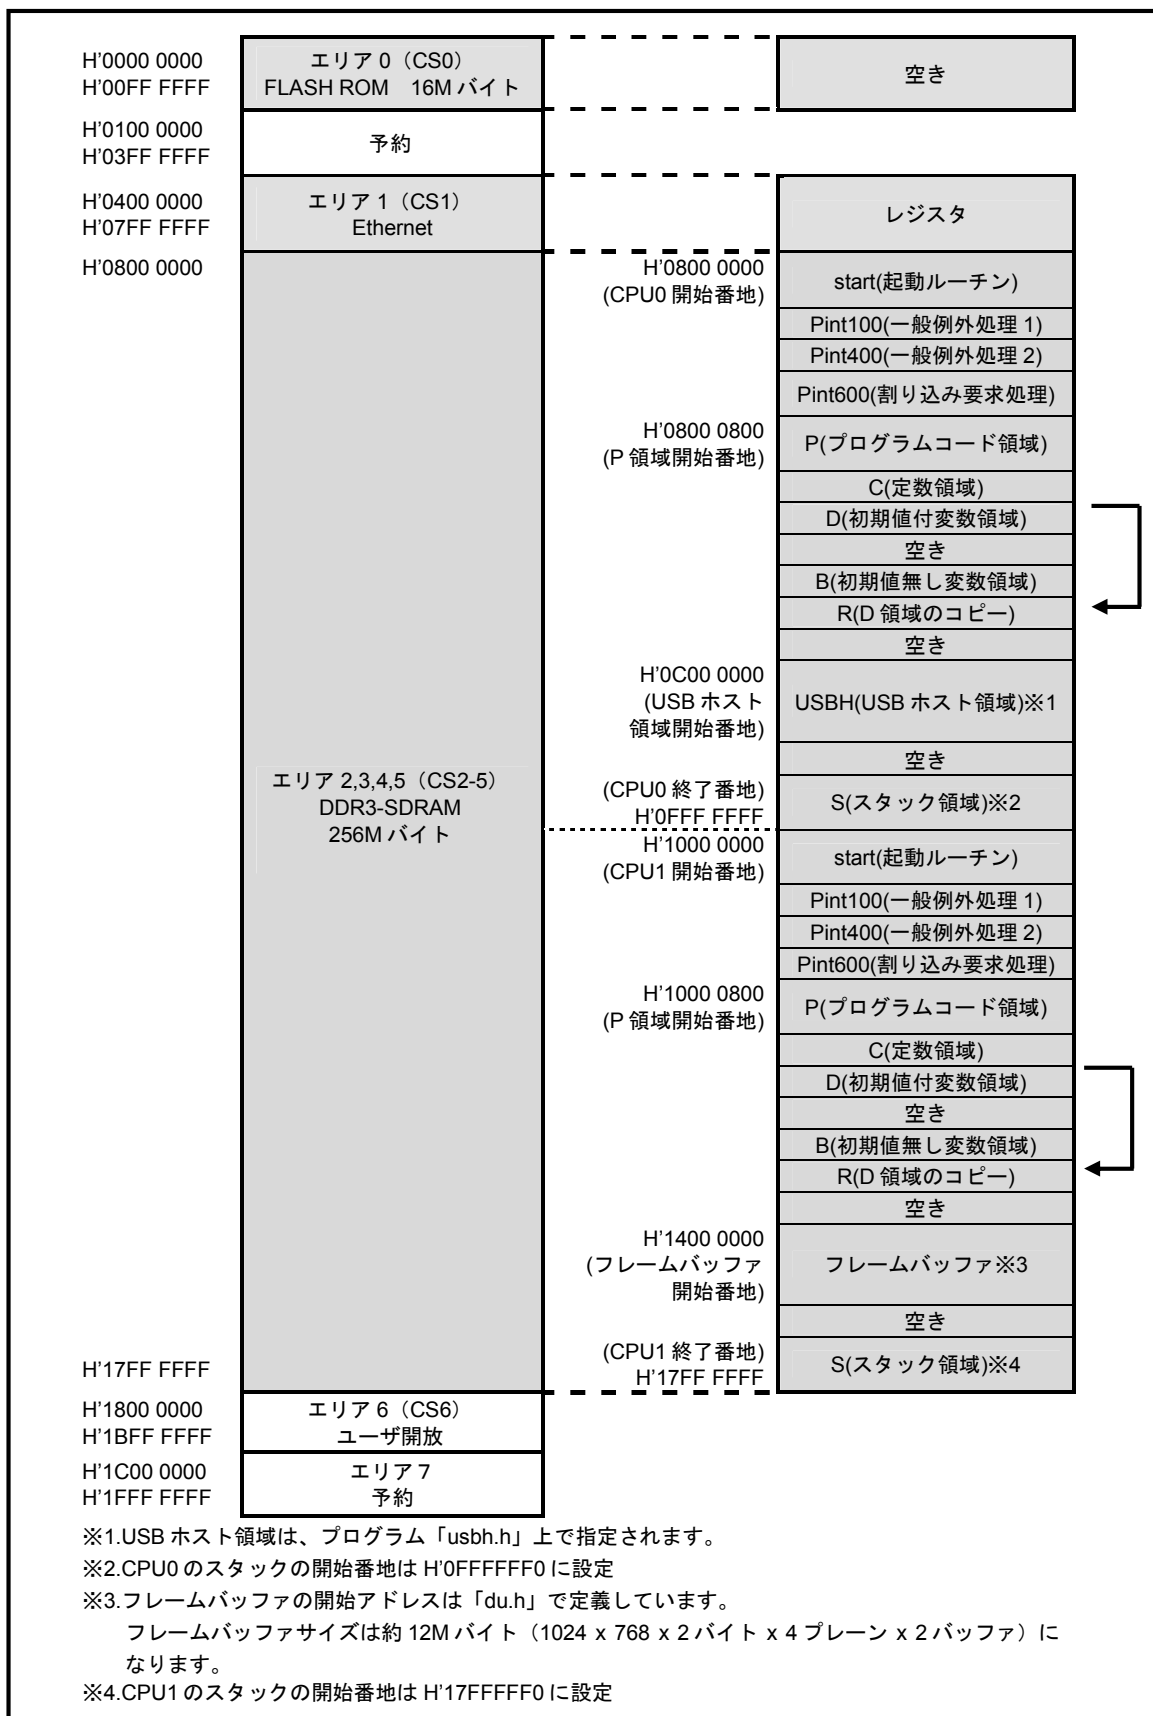 H'0000 0000
H'00FF FFFF
エリア 0（CS0）
FLASH ROM　16M バイト
空き
H'0100 0000
H'03FF FFFF
予約
H'0400 0000
H'07FF FFFF
エリア 1（CS1）
Ethernet
レジスタ
H'0800 0000
エリア 2,3,4,5（CS2-5）
DDR3-SDRAM
256M バイト
H'17FF FFFF
H'0800 0000
(CPU0 開始番地)
start(起動ルーチン)
Pint100(一般例外処理 1)
Pint400(一般例外処理 2)
Pint600(割り込み要求処理)
H'0800 0800
(P 領域開始番地)
P(プログラムコード領域)
C(定数領域)
D(初期値付変数領域)
空き
B(初期値無し変数領域)
R(D 領域のコピー)
空き
H'0C00 0000
(USB ホスト
領域開始番地)
USBH(USB ホスト領域)※1
空き
(CPU0 終了番地)
H'0FFF FFFF
S(スタック領域)※2
H'1000 0000
(CPU1 開始番地)
start(起動ルーチン)
Pint100(一般例外処理 1)
Pint400(一般例外処理 2)
Pint600(割り込み要求処理)
H'1000 0800
(P 領域開始番地)
P(プログラムコード領域)
C(定数領域)
D(初期値付変数領域)
空き
B(初期値無し変数領域)
R(D 領域のコピー)
空き
H'1400 0000
(フレームバッファ
開始番地)
フレームバッファ※3
空き
(CPU1 終了番地)
H'17FF FFFF
S(スタック領域)※4
H'1800 0000
H'1BFF FFFF
エリア 6（CS6）
ユーザ開放
H'1C00 0000
H'1FFF FFFF
エリア 7
予約
※1.USB ホスト領域は、プログラム「usbh.h」上で指定されます。
※2.CPU0 のスタックの開始番地は H'0FFFFFF0 に設定
※3.フレームバッファの開始アドレスは「du.h」で定義しています。
フレームバッファサイズは約 12M バイト（1024 x 768 x 2 バイト x 4 プレーン x 2 バッファ）に
なります。
※4.CPU1 のスタックの開始番地は H'17FFFFF0 に設定